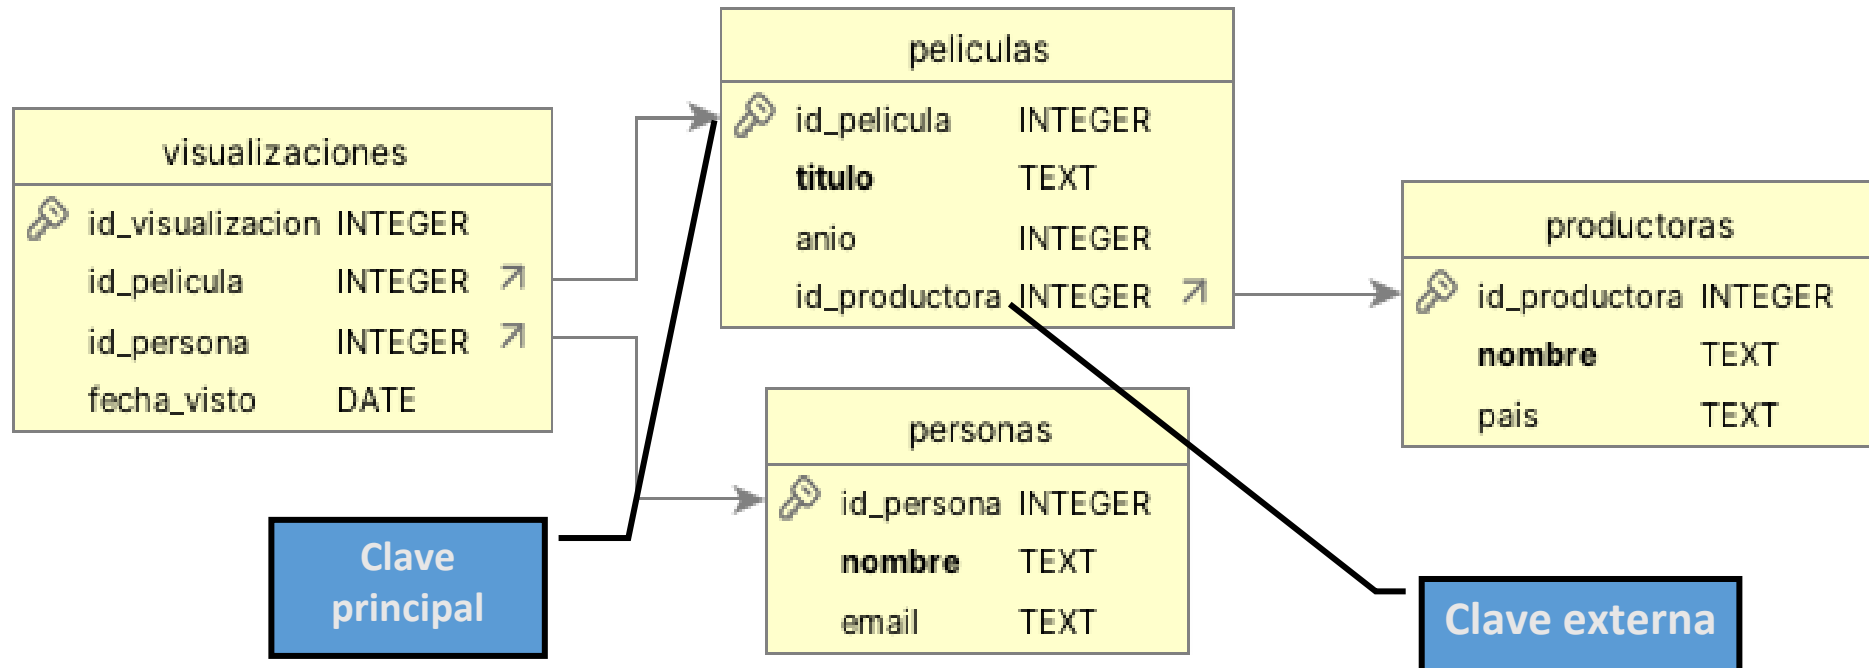 visualizaciones
id_visualizacion INTEGER
id_pelicula INTEGER
id_persona INTEGER
fecha_visto DATE
peliculas
id_pelicula INTEGER
titulo TEXT
anio INTEGER
id_productora INTEGER
personas
id_persona INTEGER
nombre TEXT
email TEXT
productoras
id_productora INTEGER
nombre TEXT
pais TEXT
Clave
principal
Clave externa